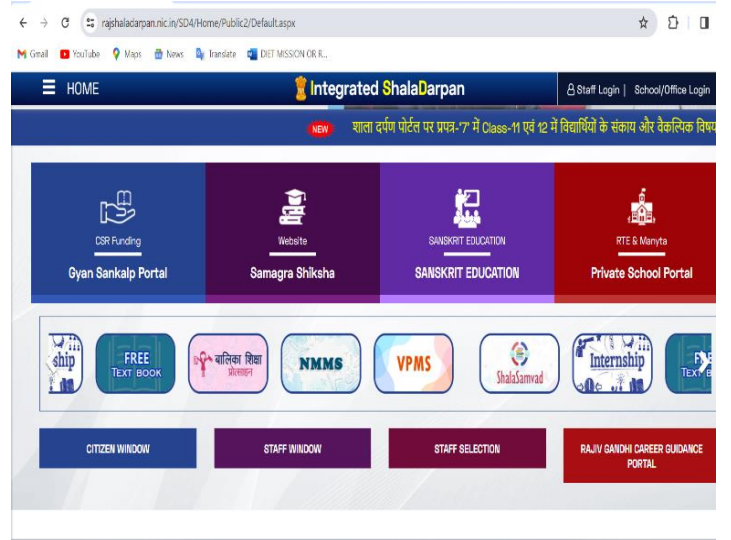 rajshaladarpan.nic.in/SD4/Home/Public2/Default.aspx
Gmail YouTube Maps News Translate DIET MISSION OR R...
HOME Integrated ShalaDarpan Staff Login | School/Office Login
NEW शाला दर्पण पोर्टल पर प्रपत्र-'7' में Class-11 एवं 12 में विद्यार्थियों के संकाय और वैकल्पिक विषय
CSR Funding Website SANSKRIT EDUCATION RTE & Manyta
Gyan Sankalp Portal Samagra Shiksha SANSKRIT EDUCATION Private School Portal
ship FREE TEXT BOOK बालिका शिक्षा प्रोत्साहन NMMS VPMS ShalaSamvad Internship
CITIZEN WINDOW STAFF WINDOW STAFF SELECTION RAJIV GANDHI CAREER GUIDANCE
PORTAL